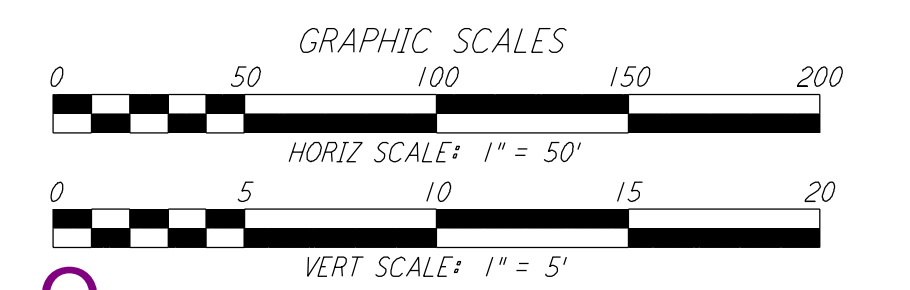 GRAPHIC SCALES
0 50 100 150 200
HORIZ SCALE: 1" = 50'
0 5 10 15 20
VERT SCALE: 1" = 5'